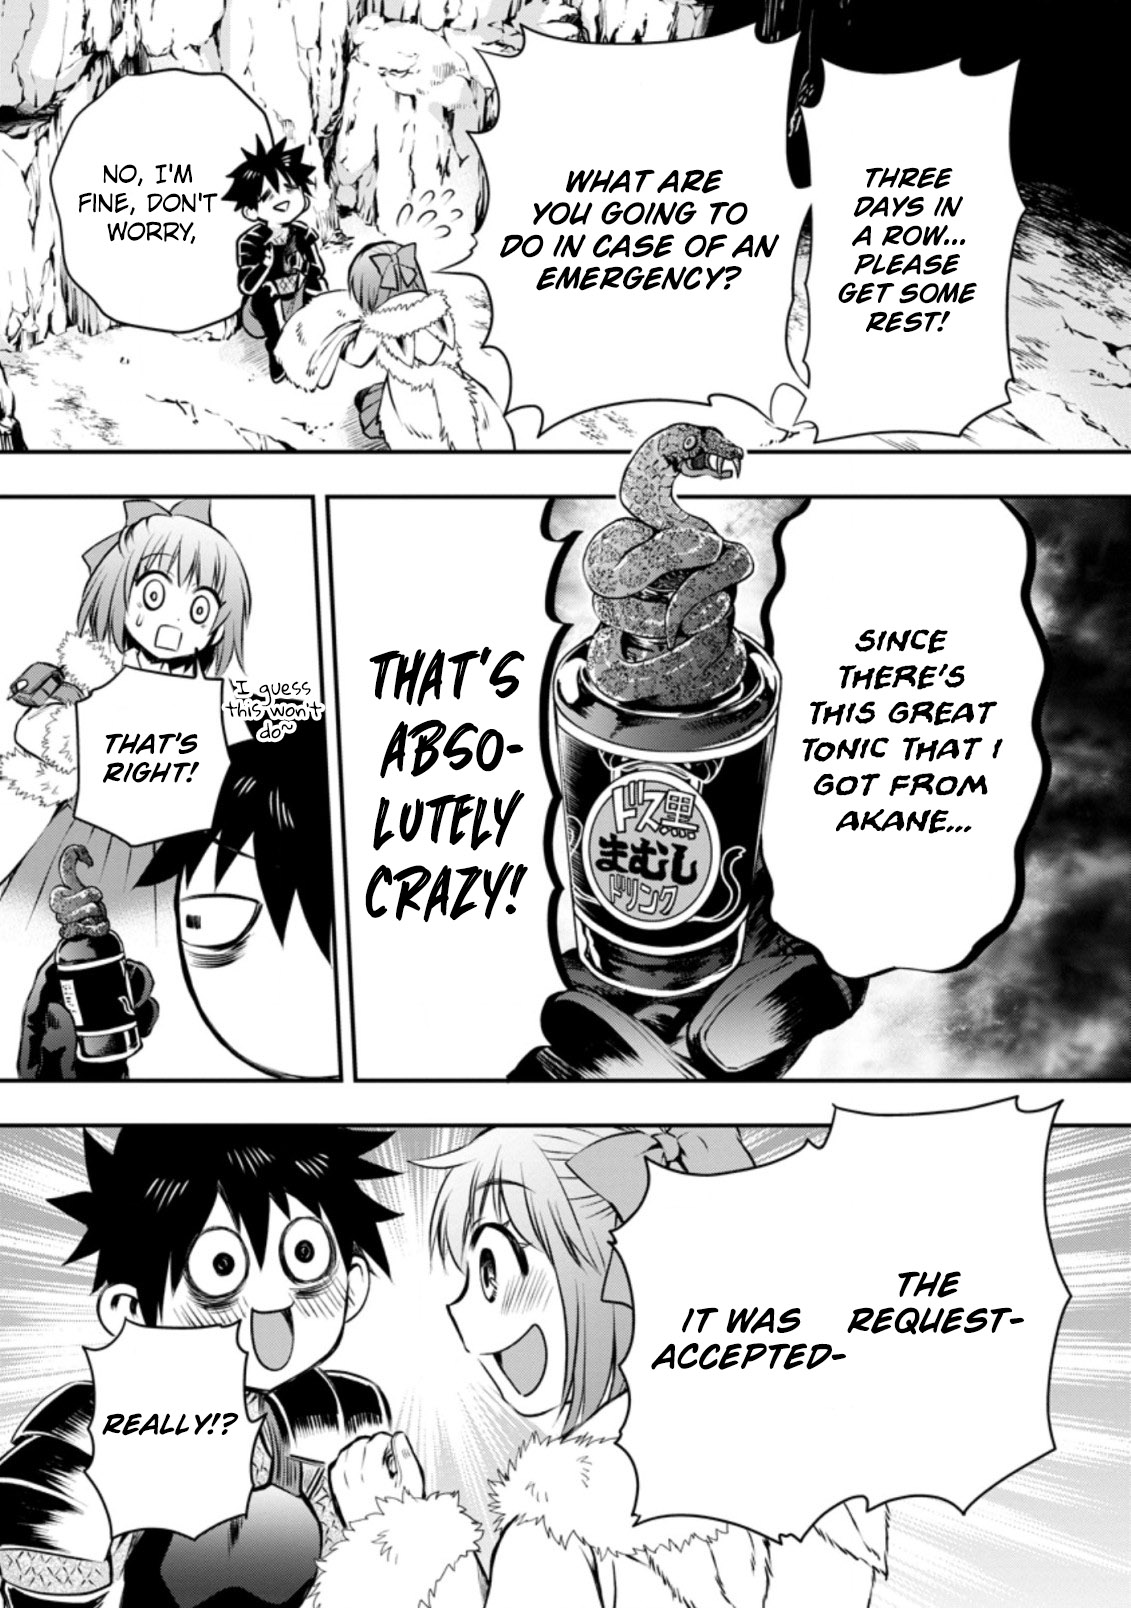 THREE
DAYS IN
A ROW...
PLEASE
GET SOME
REST!
WHAT ARE
YOU GOING TO
DO IN CASE OF AN
EMERGENCY?
NO, I'M
FINE, DON'T
WORRY,
SINCE
THERE'S
THIS GREAT
TONIC THAT I
GOT FROM
AKANE...
ドス黒
まむし
ドリンク
THAT'S
ABSO-
LUTELY
CRAZY!
I guess
this won't
do~
THAT'S
RIGHT!
THE
REQUEST-
IT WAS
ACCEPTED-
REALLY!?